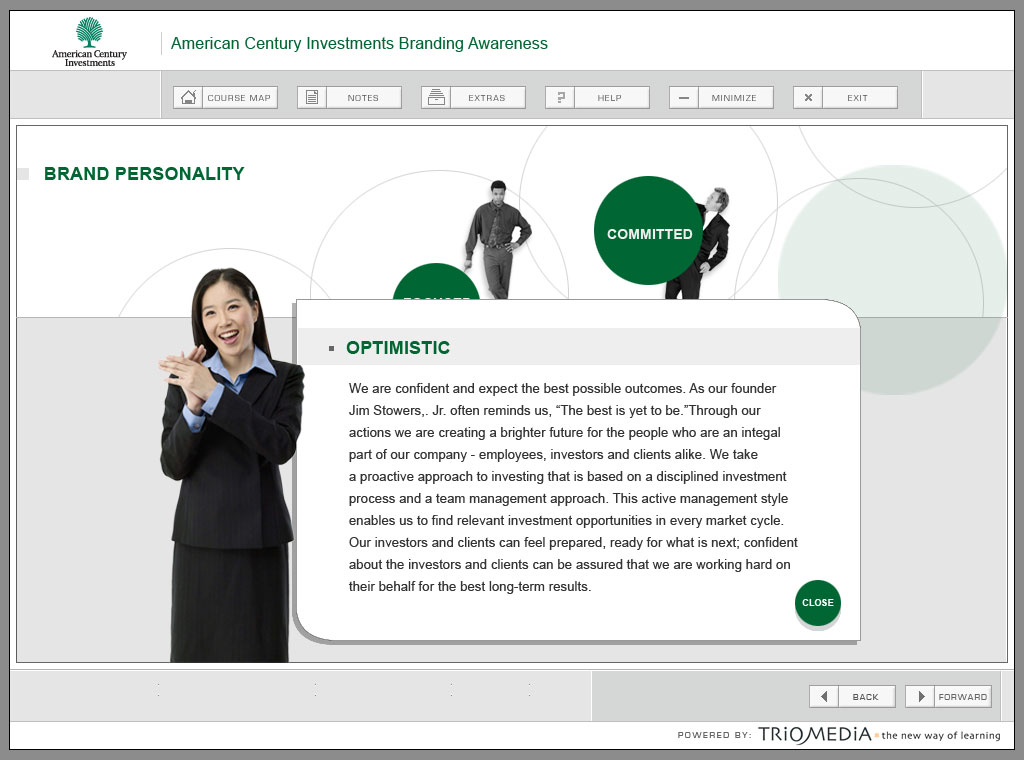 American Century
Investments
American Century Investments Branding Awareness
COURSE MAP
NOTES
EXTRAS
HELP
MINIMIZE
EXIT
BRAND PERSONALITY
COMMITTED
FOCUSED
OPTIMISTIC
We are confident and expect the best possible outcomes. As our founder
Jim Stowers,. Jr. often reminds us, “The best is yet to be.”Through our
actions we are creating a brighter future for the people who are an integal
part of our company - employees, investors and clients alike. We take
a proactive approach to investing that is based on a disciplined investment
process and a team management approach. This active management style
enables us to find relevant investment opportunities in every market cycle.
Our investors and clients can feel prepared, ready for what is next; confident
about the investors and clients can be assured that we are working hard on
their behalf for the best long-term results.
CLOSE
BACK
FORWARD
POWERED BY: TRIOMEDIA the new way of learning